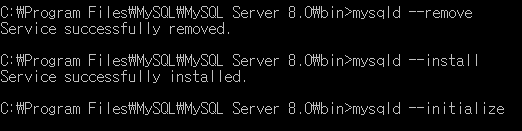 C:₩Program Files₩MySQL₩MySQL Server 8.0₩bin>mysqld --remove
Service successfully removed.
C:₩Program Files₩MySQL₩MySQL Server 8.0₩bin>mysqld --install
Service successfully installed.
C:₩Program Files₩MySQL₩MySQL Server 8.0₩bin>mysqld --initialize